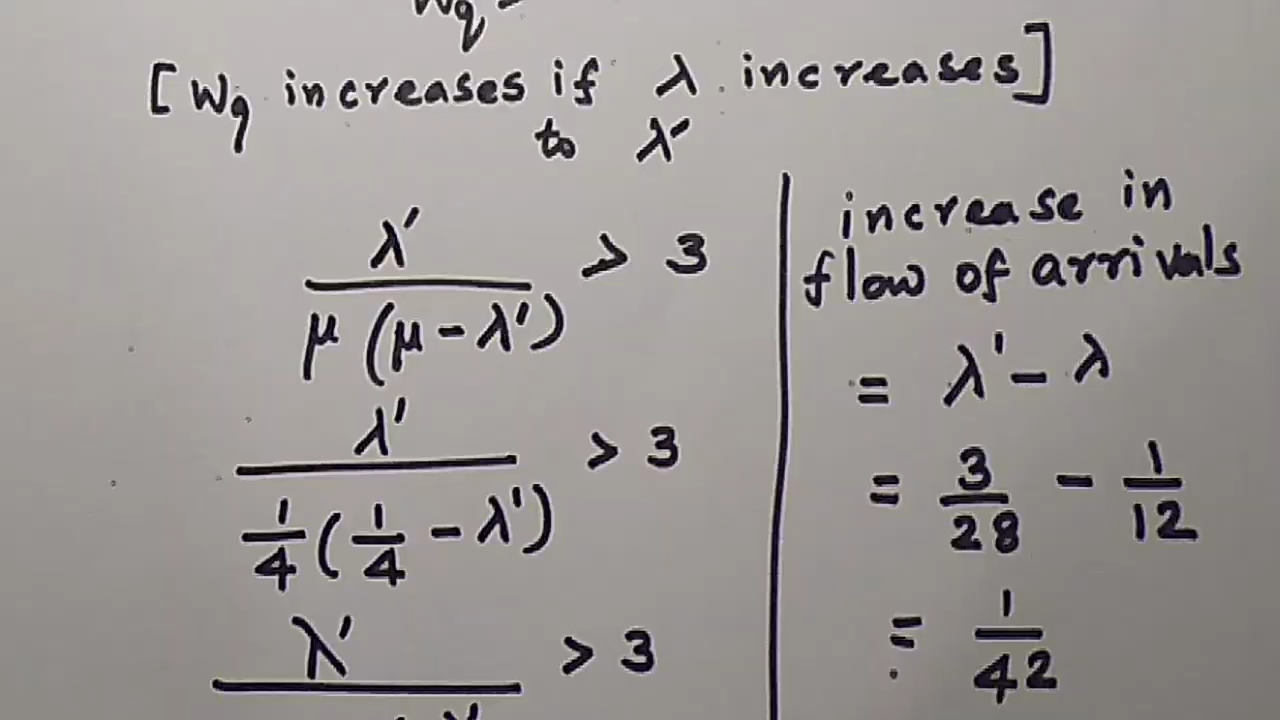 Wq =
[Wq increases if λ increases]
to λ'
λ'
/ μ (μ - λ') > 3
λ'
/ 1/4 (1/4 - λ') > 3
λ'
/ > 3
increase in
flow of arrivals
= λ' - λ
= 3/28 - 1/12
= 1/42